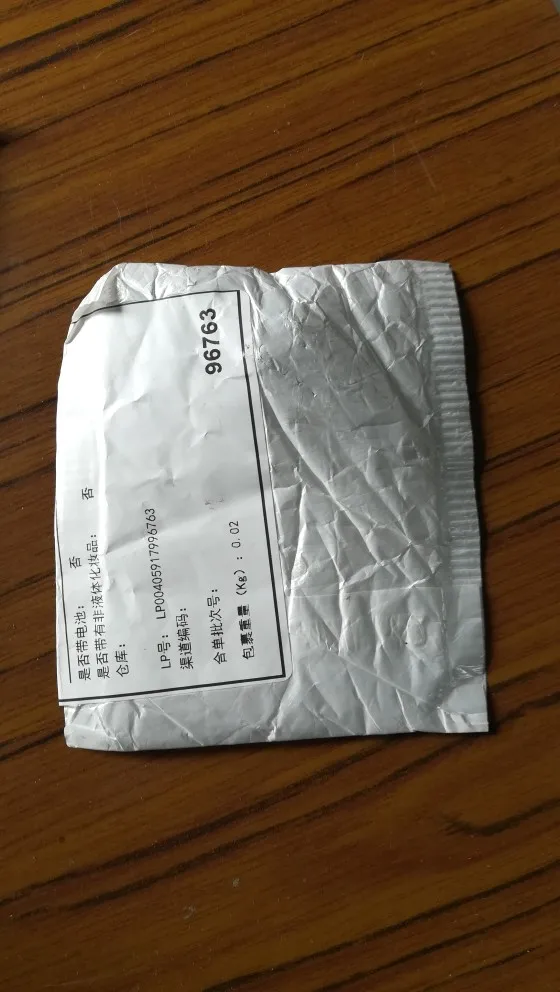 是否带电池: 否
是否带有非液体化妆品: 否
仓库:
LP号: LP00405917996763
渠道编码:
96763
含单批次号:
包裹重量 (Kg) : 0.02